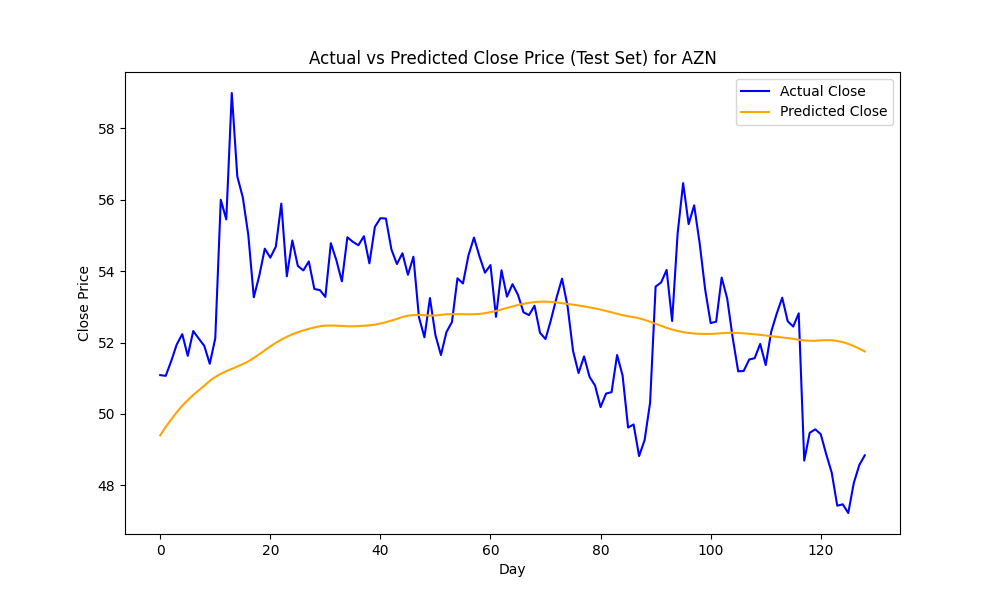 Actual vs Predicted Close Price (Test Set) for AZN
Actual Close
Predicted Close
Close Price
58
56
54
52
50
48
0 20 40 60 80 100 120
Day